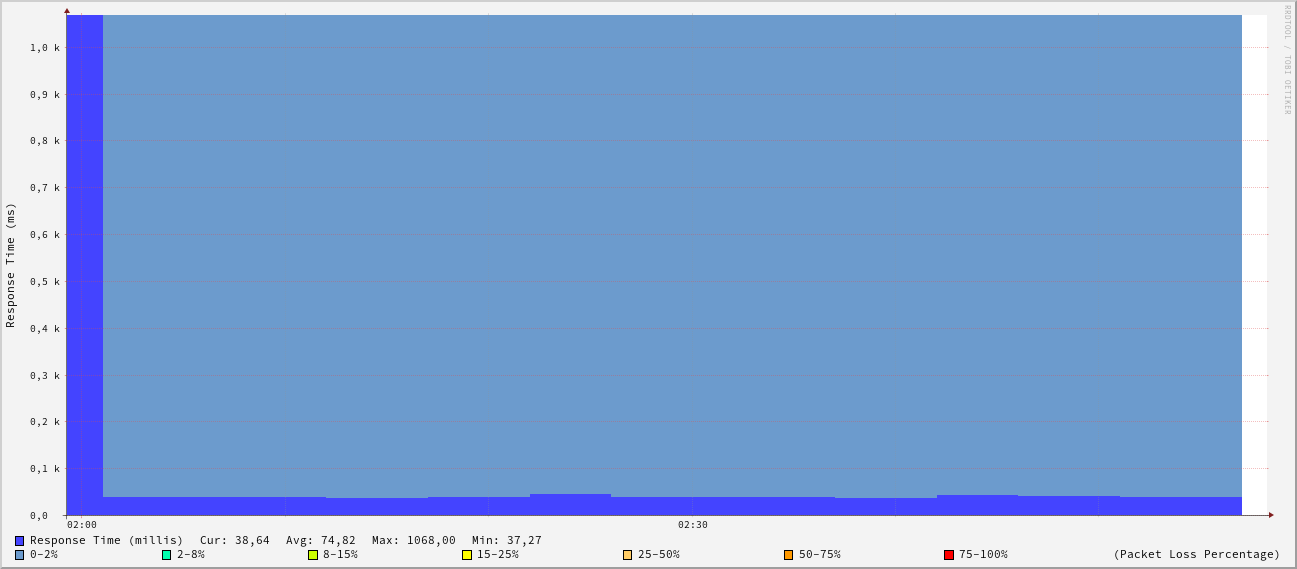 RRDTOOL / TOBI OETIKER
Response Time (ms)
1,0 k
0,9 k
0,8 k
0,7 k
0,6 k
0,5 k
0,4 k
0,3 k
0,2 k
0,1 k
0,0
02:00 02:30
Response Time (millis) Cur: 38,64 Avg: 74,82 Max: 1068,00 Min: 37,27
0-2% 2-8% 8-15% 15-25% 25-50% 50-75% 75-100% (Packet Loss Percentage)